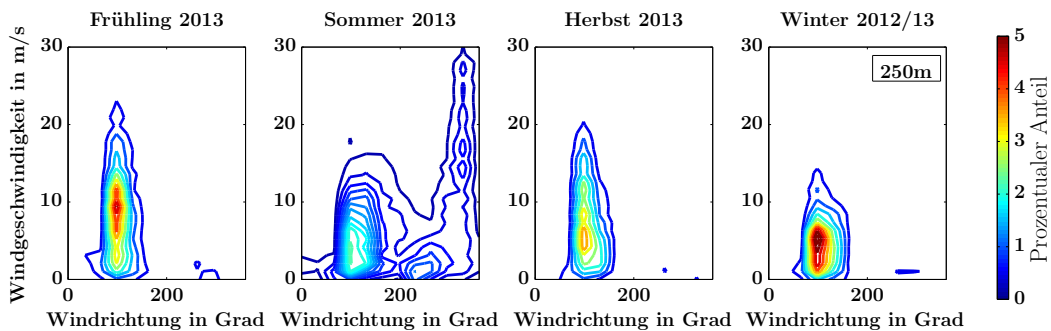 Frühling 2013 Sommer 2013 Herbst 2013 Winter 2012/13
Windgeschwindigkeit in m/s
30 30 30 30
20 20 20 20
10 10 10 10
0 0 0 0
0 200 0 200 0 200 0 200
Windrichtung in Grad Windrichtung in Grad Windrichtung in Grad Windrichtung in Grad
250m
5
4
3
2
1
0
Prozentualer Anteil